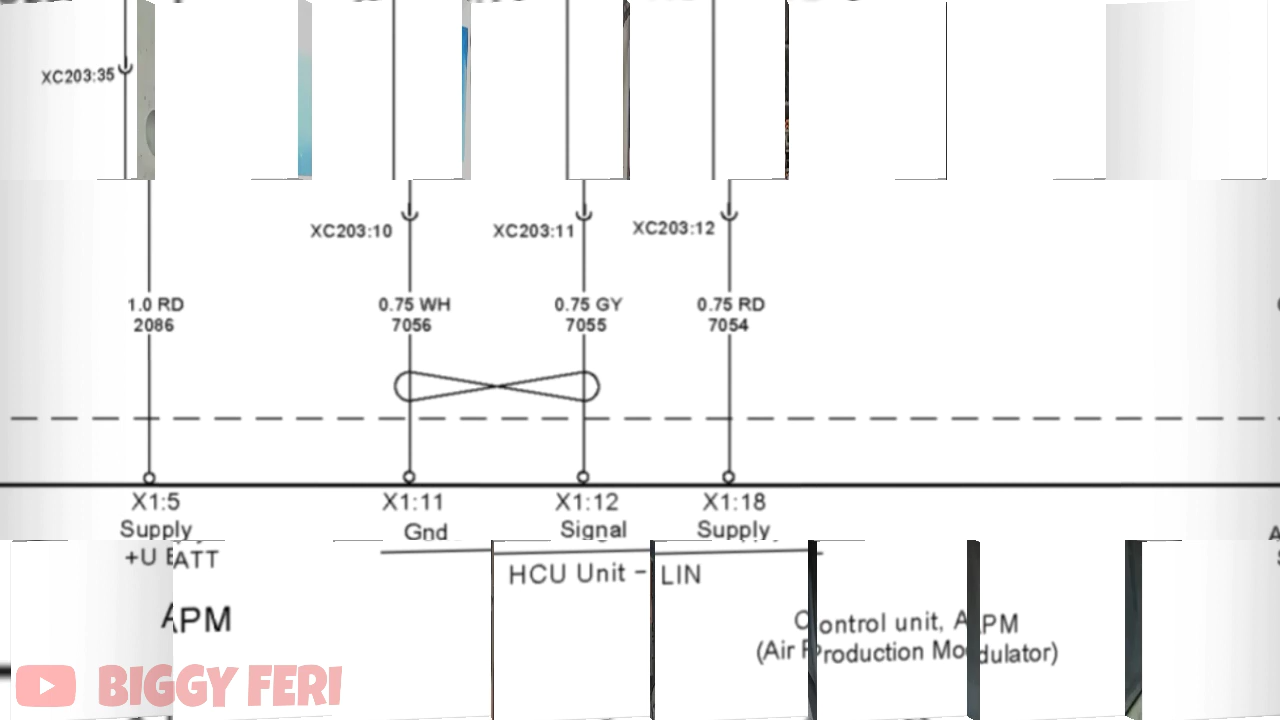 XC203:35
XC203:10 XC203:11 XC203:12
1.0 RD 0.75 WH 0.75 GY 0.75 RD
2086 7056 7055 7054
X1:5 X1:11 X1:12 X1:18
Supply Gnd Signal Supply
+U BATT
HCU Unit - LIN
APM
Control unit, APM
(Air Production Modulator)
BIGGY FERI